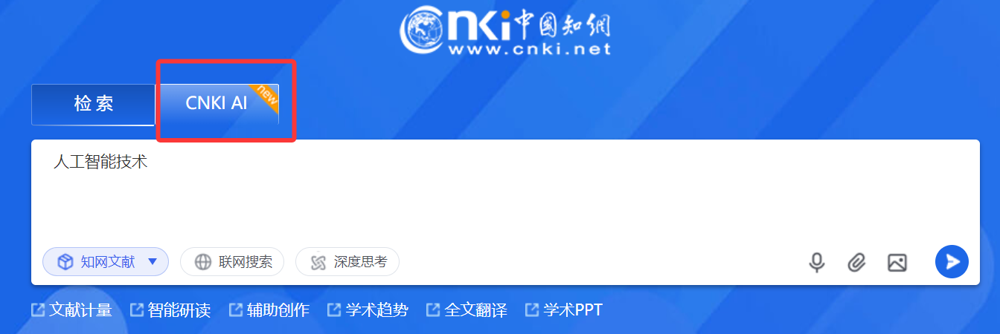 cnki中国知網
www.cnki.net
检索 CNKI AI new
人工智能技术
知网文献 联网搜索 深度思考
文献计量 智能研读 辅助创作 学术趋势 全文翻译 学术PPT